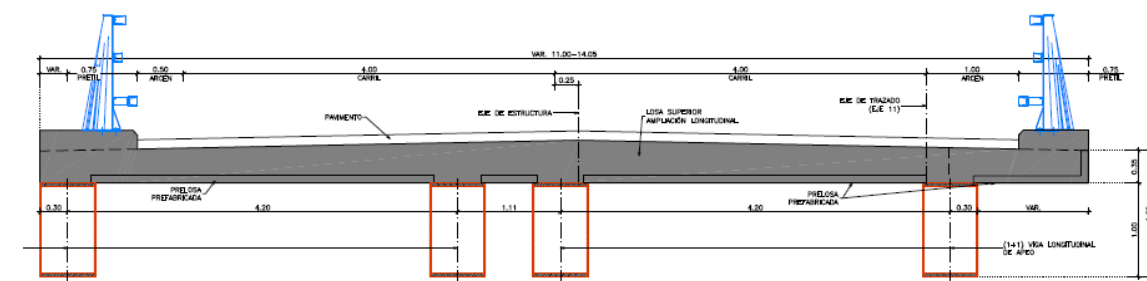 VAR. 11.00-14.05
VAR.
0.75
PRETIL
0.50
ARCEN
4.00
CARRIL
4.00
CARRIL
1.00
ARCEN
0.75
PRETIL
0.25
EJE DE ESTRUCTURA
PAVIMENTO
LOSA SUPERIOR
AMPLIACIÓN LONGITUDINAL
EJE DE TRAZADO
(EJE 11)
0.35
PRELOSA
PREFABRICADA
PRELOSA
PREFABRICADA
0.30
4.20
1.11
4.20
0.30
VAR.
1.00
(1+1) VIGA LONGITUDINAL
DE APEO